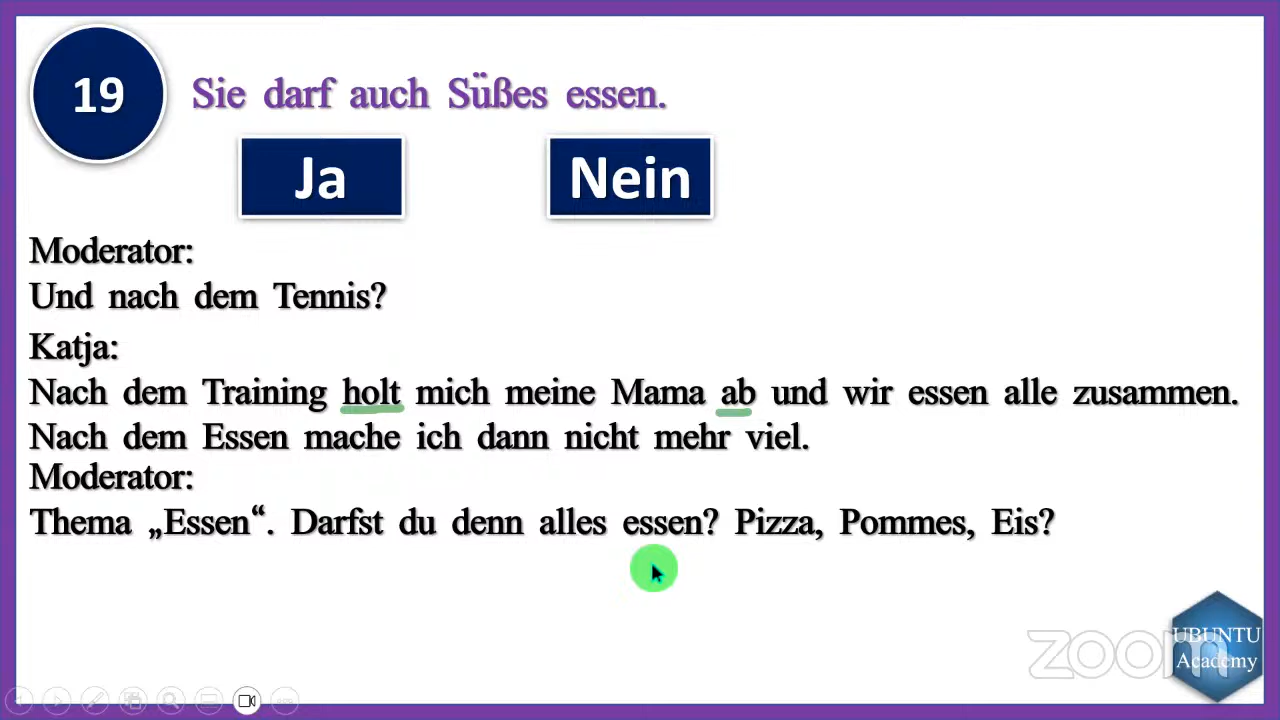 19
Sie darf auch Süßes essen.
Ja
Nein
Moderator:
Und nach dem Tennis?
Katja:
Nach dem Training holt mich meine Mama ab und wir essen alle zusammen.
Nach dem Essen mache ich dann nicht mehr viel.
Moderator:
Thema „Essen“. Darfst du denn alles essen? Pizza, Pommes, Eis?
zoom
UBUNTU
Academy